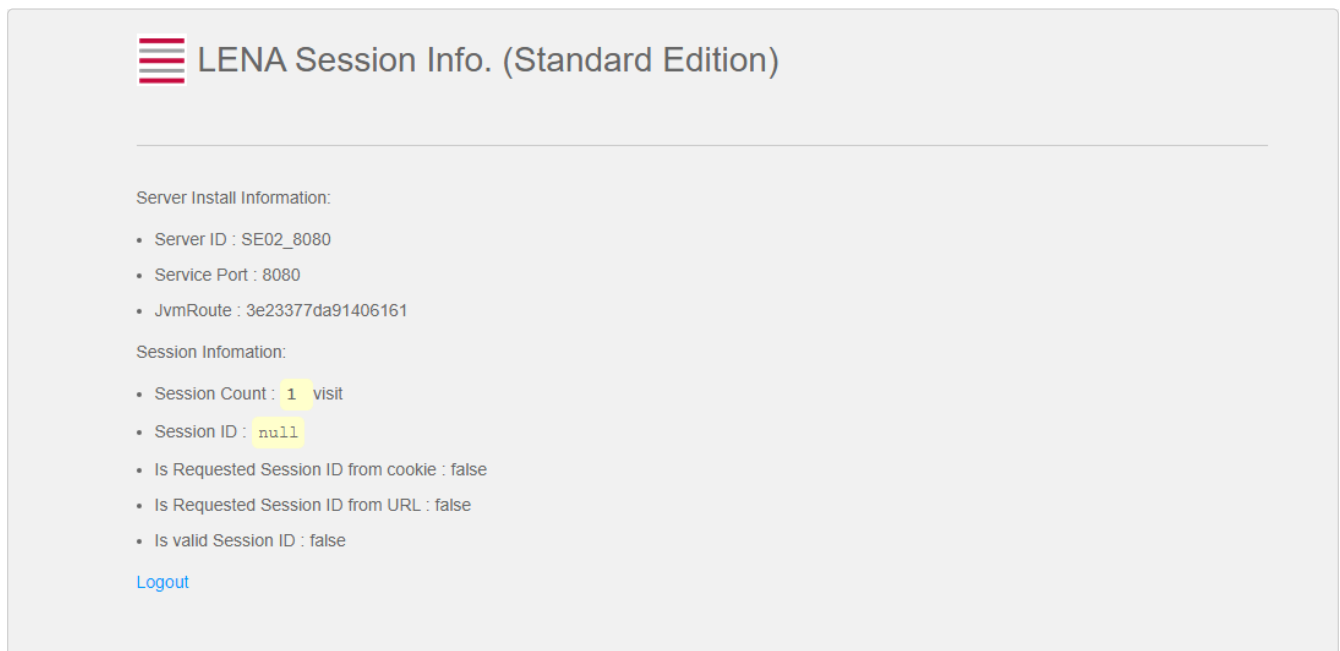 LENA Session Info. (Standard Edition)
Server Install Information:
• Server ID : SE02_8080
• Service Port : 8080
• JvmRoute : 3e23377da91406161
Session Infomation:
• Session Count : 1 visit
• Session ID : null
• Is Requested Session ID from cookie : false
• Is Requested Session ID from URL : false
• Is valid Session ID : false
Logout